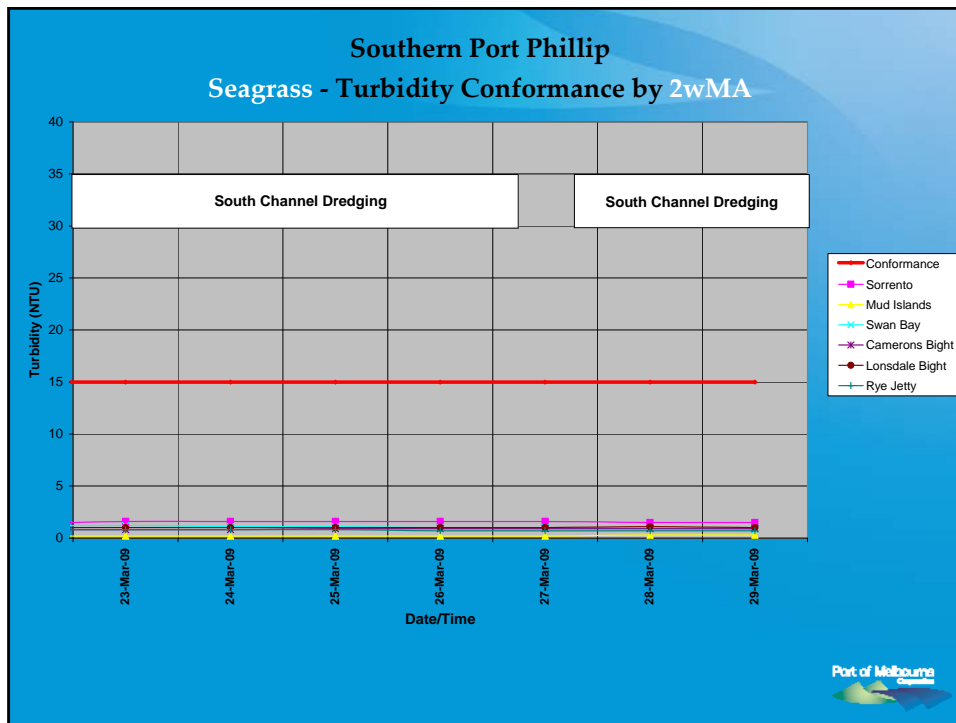 Southern Port Phillip
Seagrass - Turbidity Conformance by 2wMA
40
35
30
25
20
15
10
5
0
Turbidity (NTU)
South Channel Dredging
South Channel Dredging
23-Mar-09
24-Mar-09
25-Mar-09
26-Mar-09
27-Mar-09
28-Mar-09
29-Mar-09
Date/Time
Conformance
Sorrento
Mud Islands
Swan Bay
Camerons Bight
Lonsdale Bight
Rye Jetty
Port of Melbourne
Corporation